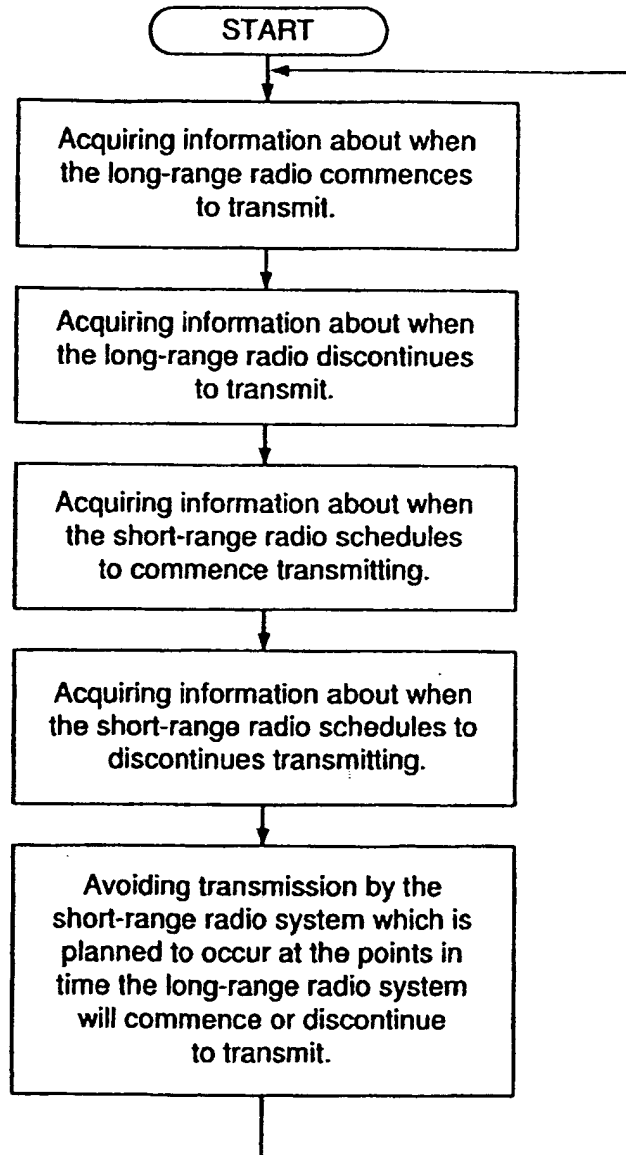 START
Acquiring information about when
the long-range radio commences
to transmit.
Acquiring information about when
the long-range radio discontinues
to transmit.
Acquiring information about when
the short-range radio schedules
to commence transmitting.
Acquiring information about when
the short-range radio schedules to
discontinues transmitting.
Avoiding transmission by the
short-range radio system which is
planned to occur at the points in
time the long-range radio system
will commence or discontinue
to transmit.